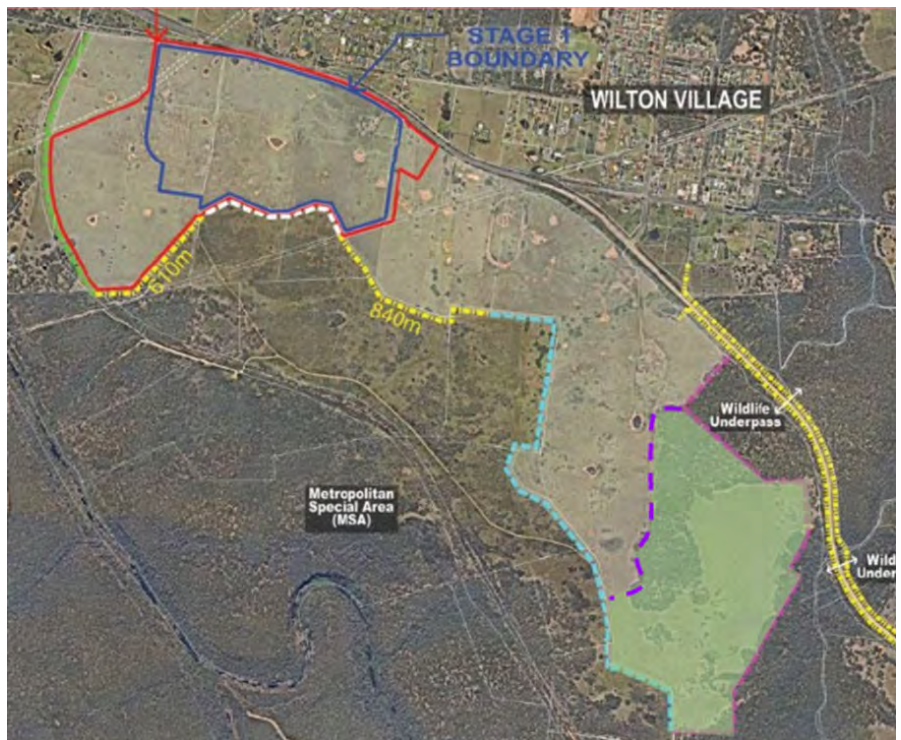 STAGE 1
BOUNDARY
WILTON VILLAGE
610m
840m
Wildlife
Underpass
Metropolitan
Special Area
(MSA)
Wild
Under